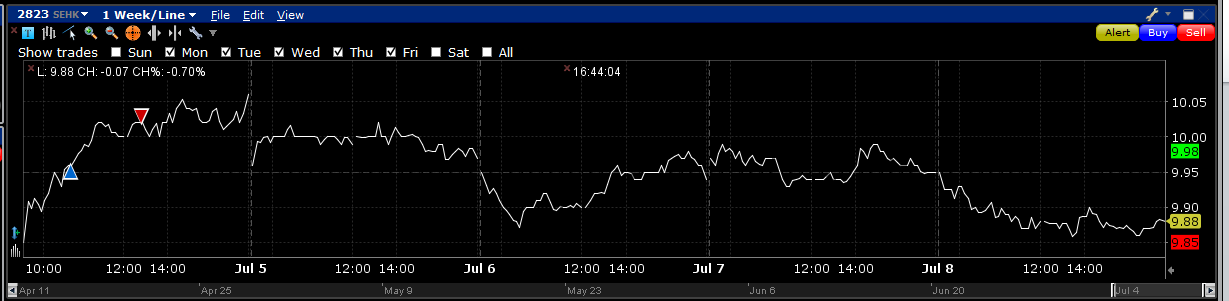 2823 SEHK 1 Week/Line File Edit View
T
Alert Buy Sell
Show trades Sun Mon Tue Wed Thu Fri Sat All
L: 9.88 CH: -0.07 CH%: -0.70% 16:44:04
10.05
10.00
9.98
9.95
9.90
9.88
9.85
10:00 12:00 14:00 Jul 5 12:00 14:00 Jul 6 12:00 14:00 Jul 7 12:00 14:00 Jul 8 12:00 14:00
Apr 11 Apr 25 May 9 May 23 Jun 6 Jun 20 Jul 4